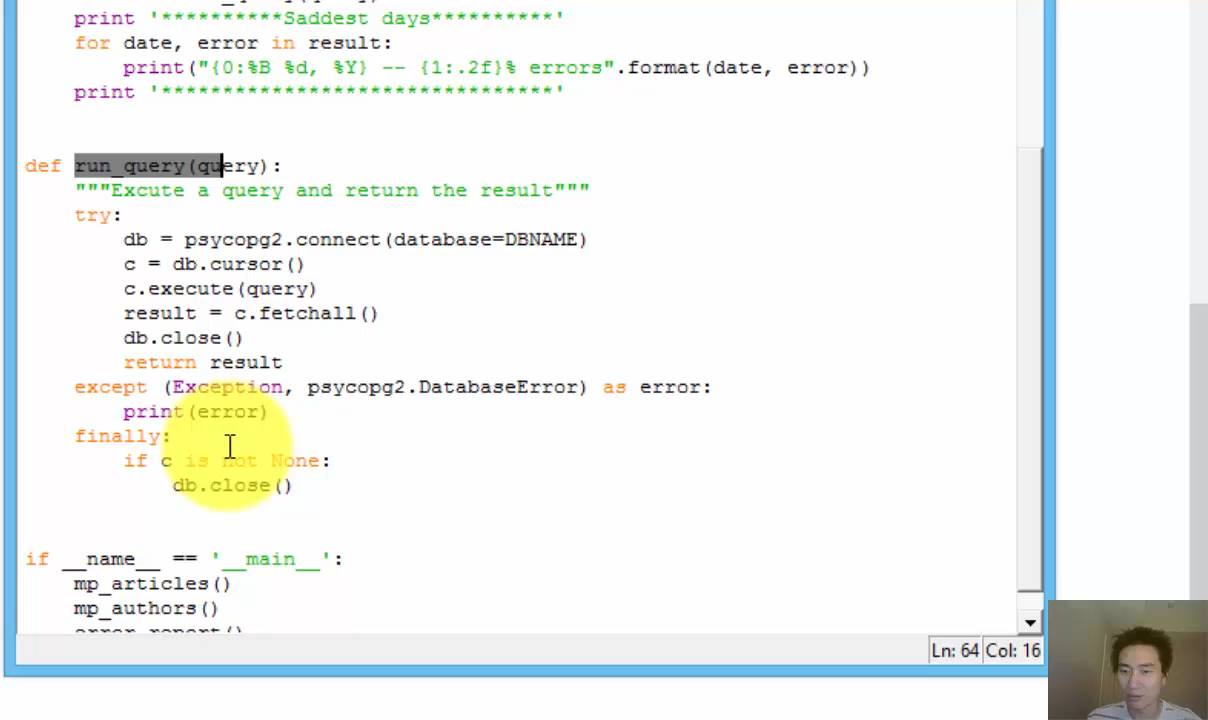 print '**********Saddest days**********'
for date, error in result:
print("{0:%B %d, %Y} -- {1:.2f}% errors".format(date, error))
print '********************************'
def run_query(query):
"""Excute a query and return the result"""
try:
db = psycopg2.connect(database=DBNAME)
c = db.cursor()
c.execute(query)
result = c.fetchall()
db.close()
return result
except (Exception, psycopg2.DatabaseError) as error:
print(error)
finally:
if c is not None:
db.close()
if __name__ == '__main__':
mp_articles()
mp_authors()
error_report()
Ln: 64 Col: 16